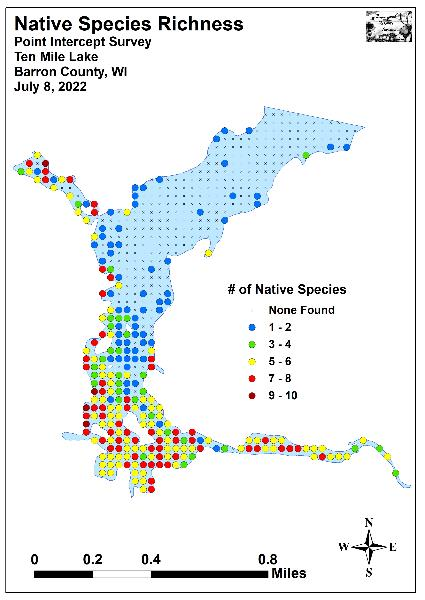 Native Species Richness
Point Intercept Survey
Ten Mile Lake
Barron County, WI
July 8, 2022
# of Native Species
None Found
1 - 2
3 - 4
5 - 6
7 - 8
9 - 10
N
W E
S
0 0.2 0.4 0.8
Miles